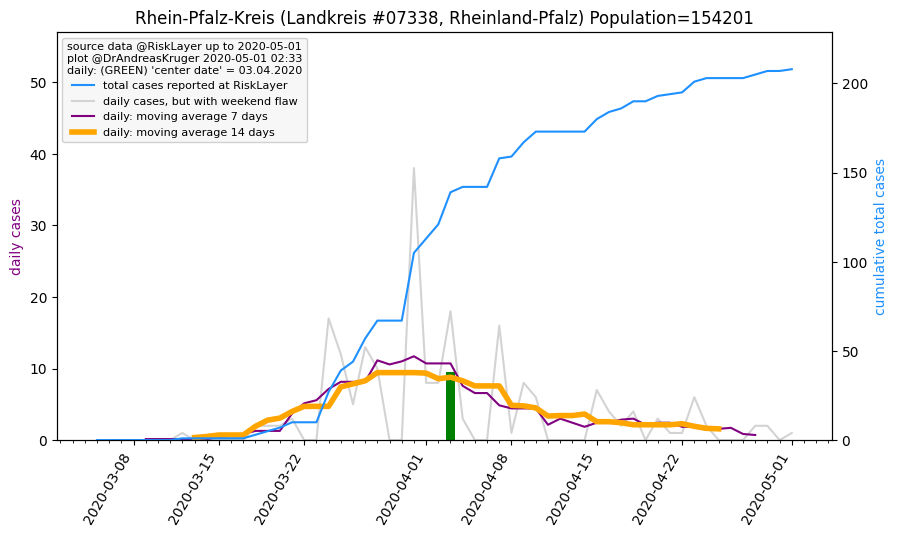 Rhein-Pfalz-Kreis (Landkreis #07338, Rheinland-Pfalz) Population=154201
source data @RiskLayer up to 2020-05-01
plot @DrAndreasKruger 2020-05-01 02:33
daily: (GREEN) 'center date' = 03.04.2020
total cases reported at RiskLayer
daily cases, but with weekend flaw
daily: moving average 7 days
daily: moving average 14 days
daily cases
50
40
30
20
10
0
200
150
100
50
0
cumulative total cases
2020-03-08
2020-03-15
2020-03-22
2020-04-01
2020-04-08
2020-04-15
2020-04-22
2020-05-01